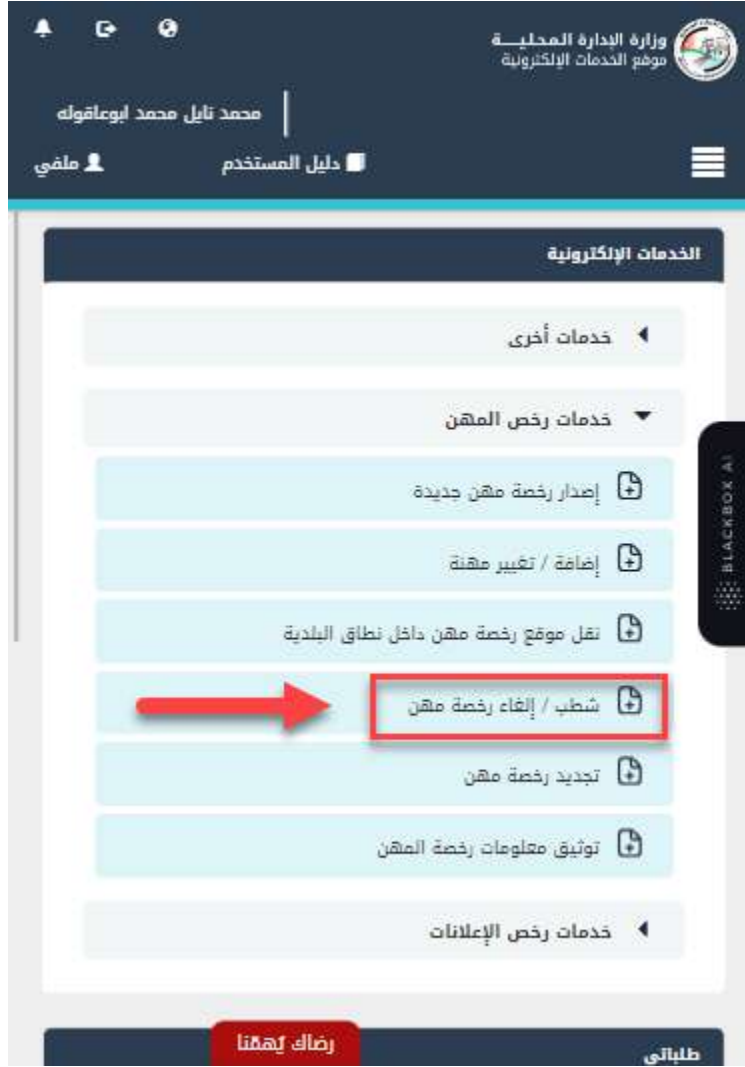 وزارة الإدارة المحليـــة
موقع الخدمات الإلكترونية
محمد نايل محمد ابوعاقوله
دليل المستخدم
ملفي
الخدمات الإلكترونية
خدمات أخرى
خدمات رخص المهن
إصدار رخصة مهن جديدة
إضافة / تغيير مهنة
نقل موقع رخصة مهن داخل نطاق البلدية
شطب / إلغاء رخصة مهن
تجديد رخصة مهن
توثيق معلومات رخصة المهن
خدمات رخص الإعلانات
BLACKBOX AI
رضاك يُهمّنا
طلباتي